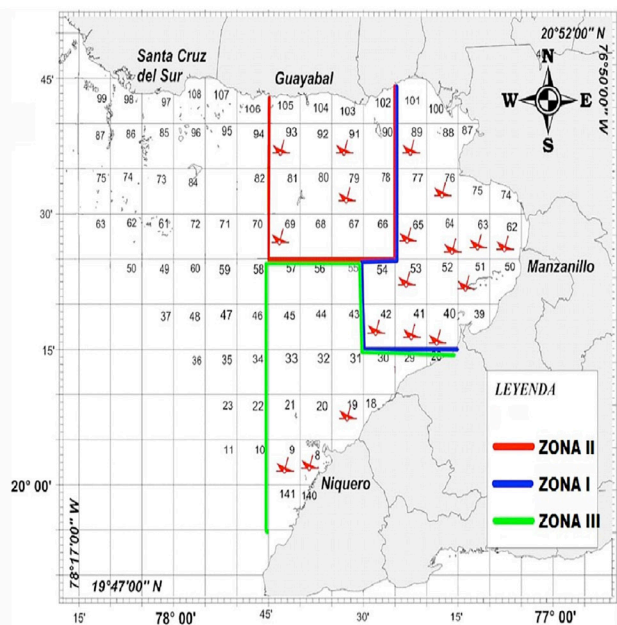 20°52'00" N
76°50'00" W
N
W E
S
Santa Cruz
del Sur
Guayabal
45'
99 98 97 108 107 106 105 104 103 102 101 100
87 86 85 96 95 94 93 92 91 90 89 88 87
75 74 73 84 82 81 80 79 78 77 76 75 74
30'
63 62 61 72 71 70 69 68 67 66 65 64 63 62
Manzanillo
50 49 60 59 58 57 56 55 54 53 52 51 50
37 48 47 46 45 44 43 42 41 40 39
15'
36 35 34 33 32 31 30 29
23 22 21 20 19 18
11 10 9 8
Niquero
20° 00'
141 140
LEYENDA
ZONA II
ZONA I
ZONA III
78°17'00" W
19°47'00" N
15' 78° 00' 45' 30' 15' 77° 00'